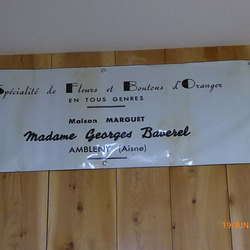 Spécialité de Fleurs et Boutons d'Oranger
EN TOUS GENRES
Maison MARGUET
Madame Georges Baverel
AMBLENY (Aisne)